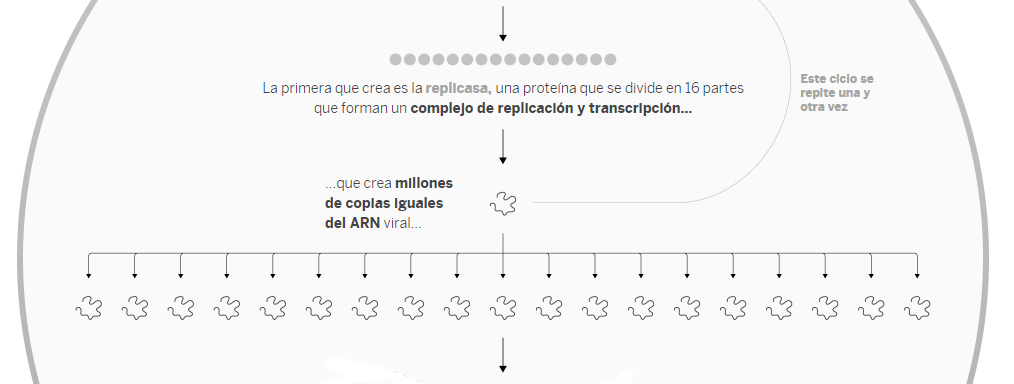 La primera que crea es la replicasa, una proteína que se divide en 16 partes
que forman un complejo de replicación y transcripción...
Este ciclo se
repite una y
otra vez
...que crea millones
de copias iguales
del ARN viral...